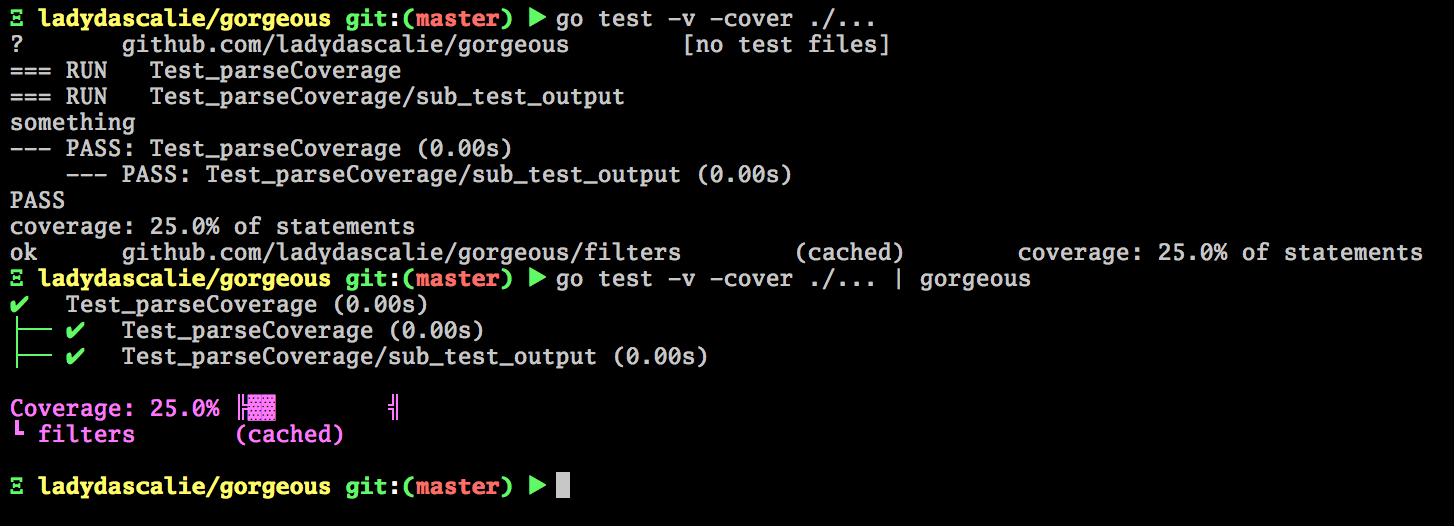 Ξ ladydascalie/gorgeous git:(master) ▶ go test -v -cover ./...
?       github.com/ladydascalie/gorgeous        [no test files]
=== RUN   Test_parseCoverage
=== RUN   Test_parseCoverage/sub_test_output
something
--- PASS: Test_parseCoverage (0.00s)
    --- PASS: Test_parseCoverage/sub_test_output (0.00s)
PASS
coverage: 25.0% of statements
ok      github.com/ladydascalie/gorgeous/filters        (cached)        coverage: 25.0% of statements
Ξ ladydascalie/gorgeous git:(master) ▶ go test -v -cover ./... | gorgeous
✔   Test_parseCoverage (0.00s)
├── ✔   Test_parseCoverage (0.00s)
├── ✔   Test_parseCoverage/sub_test_output (0.00s)
Coverage: 25.0% ╠▓▓        ╣
┗ filters       (cached)
Ξ ladydascalie/gorgeous git:(master) ▶